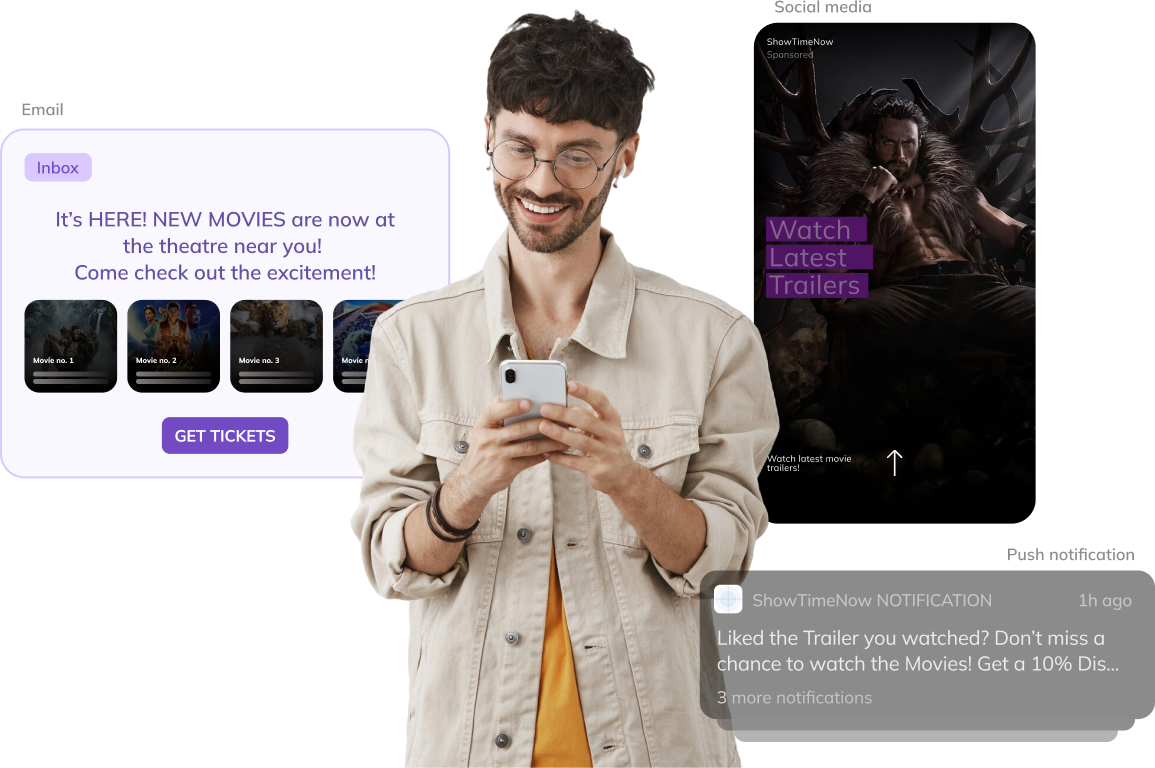 Social media
ShowTimeNow
Sponsored
Email
Inbox
It’s HERE! NEW MOVIES are now at
the theatre near you!
Come check out the excitement!
Movie no. 1
Movie no. 2
Movie no. 3
Movie
GET TICKETS
Watch
Latest
Trailers
Watch latest movie
trailers!
Push notification
ShowTimeNow NOTIFICATION
1h ago
Liked the Trailer you watched? Don’t miss a
chance to watch the Movies! Get a 10% Dis...
3 more notifications